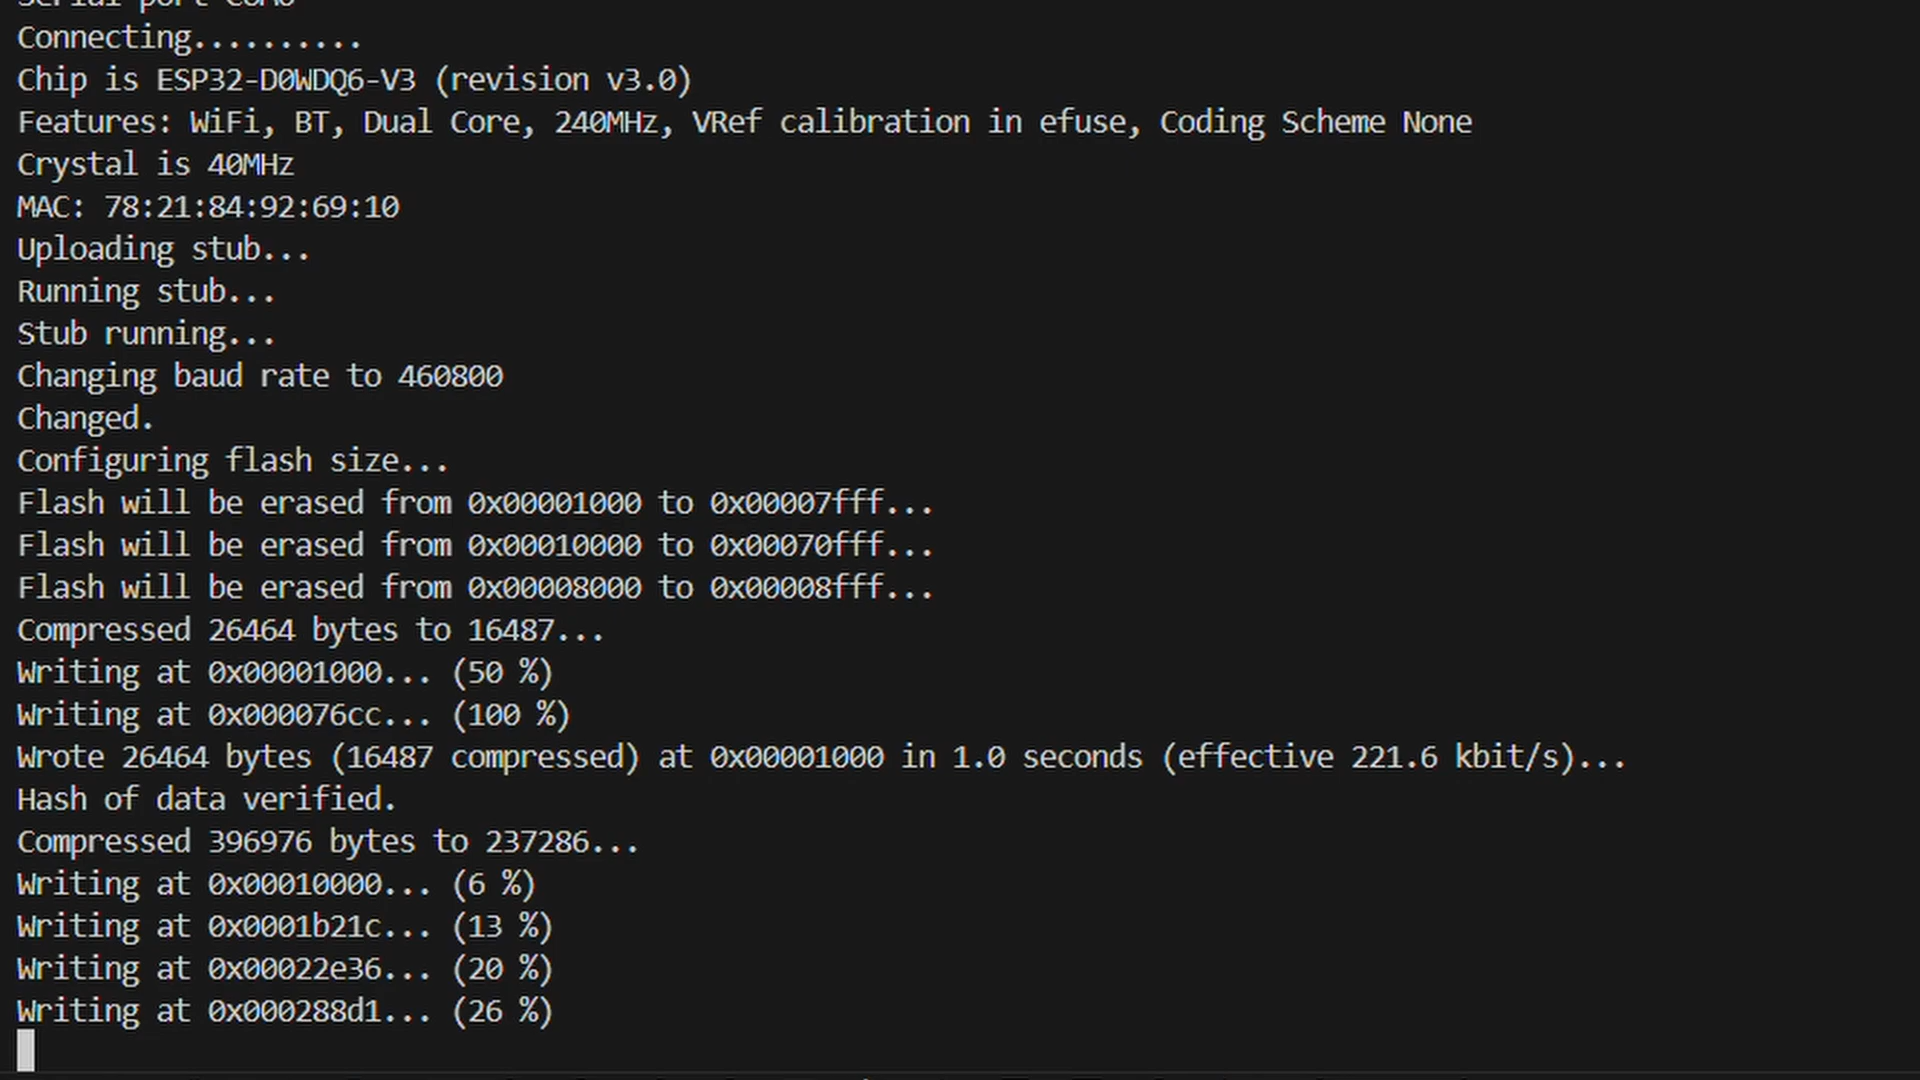 Serial port
Connecting..........
Chip is ESP32-D0WDQ6-V3 (revision v3.0)
Features: WiFi, BT, Dual Core, 240MHz, VRef calibration in efuse, Coding Scheme None
Crystal is 40MHz
MAC: 78:21:84:92:69:10
Uploading stub...
Running stub...
Stub running...
Changing baud rate to 460800
Changed.
Configuring flash size...
Flash will be erased from 0x00001000 to 0x00007fff...
Flash will be erased from 0x00010000 to 0x00070fff...
Flash will be erased from 0x00008000 to 0x00008fff...
Compressed 26464 bytes to 16487...
Writing at 0x00001000... (50 %)
Writing at 0x000076cc... (100 %)
Wrote 26464 bytes (16487 compressed) at 0x00001000 in 1.0 seconds (effective 221.6 kbit/s)...
Hash of data verified.
Compressed 396976 bytes to 237286...
Writing at 0x00010000... (6 %)
Writing at 0x0001b21c... (13 %)
Writing at 0x00022e36... (20 %)
Writing at 0x000288d1... (26 %)